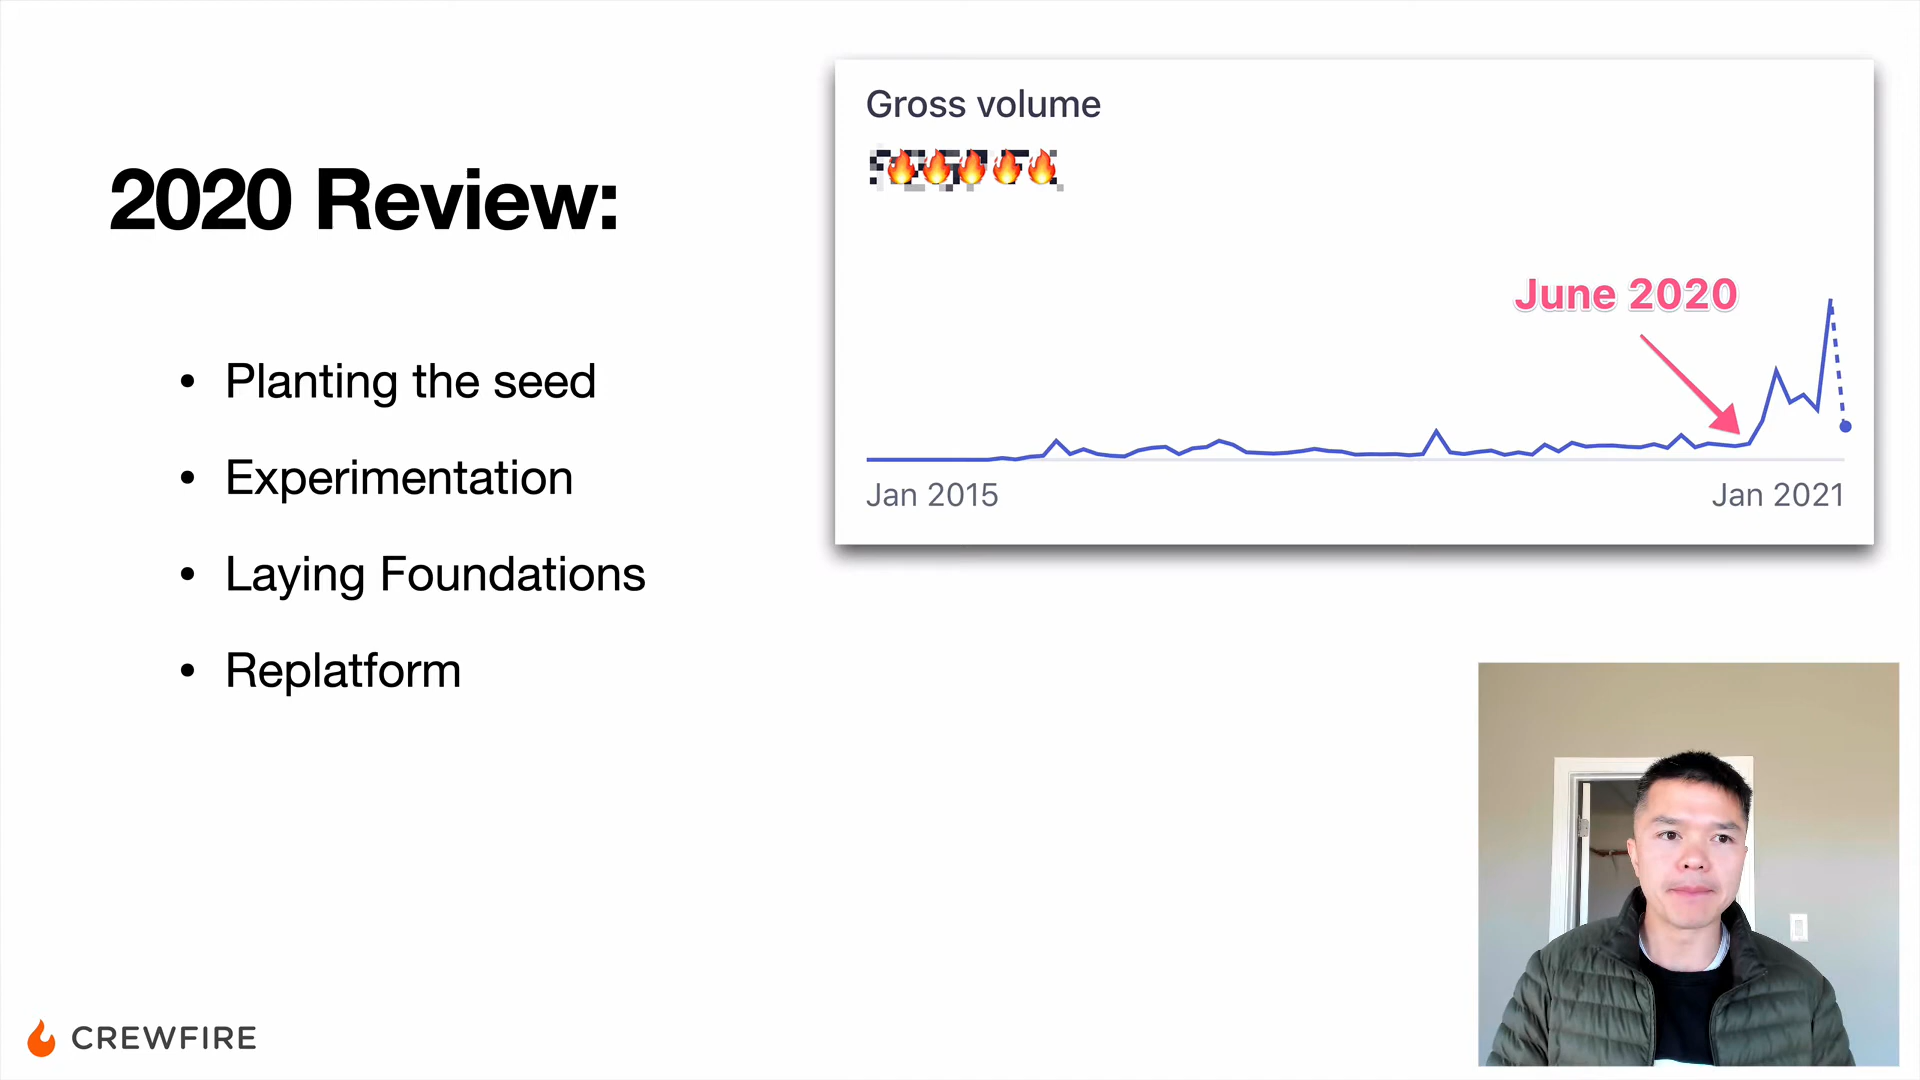 2020 Review:
• Planting the seed
• Experimentation
• Laying Foundations
• Replatform
Gross volume
June 2020
Jan 2015
Jan 2021
CREWFIRE